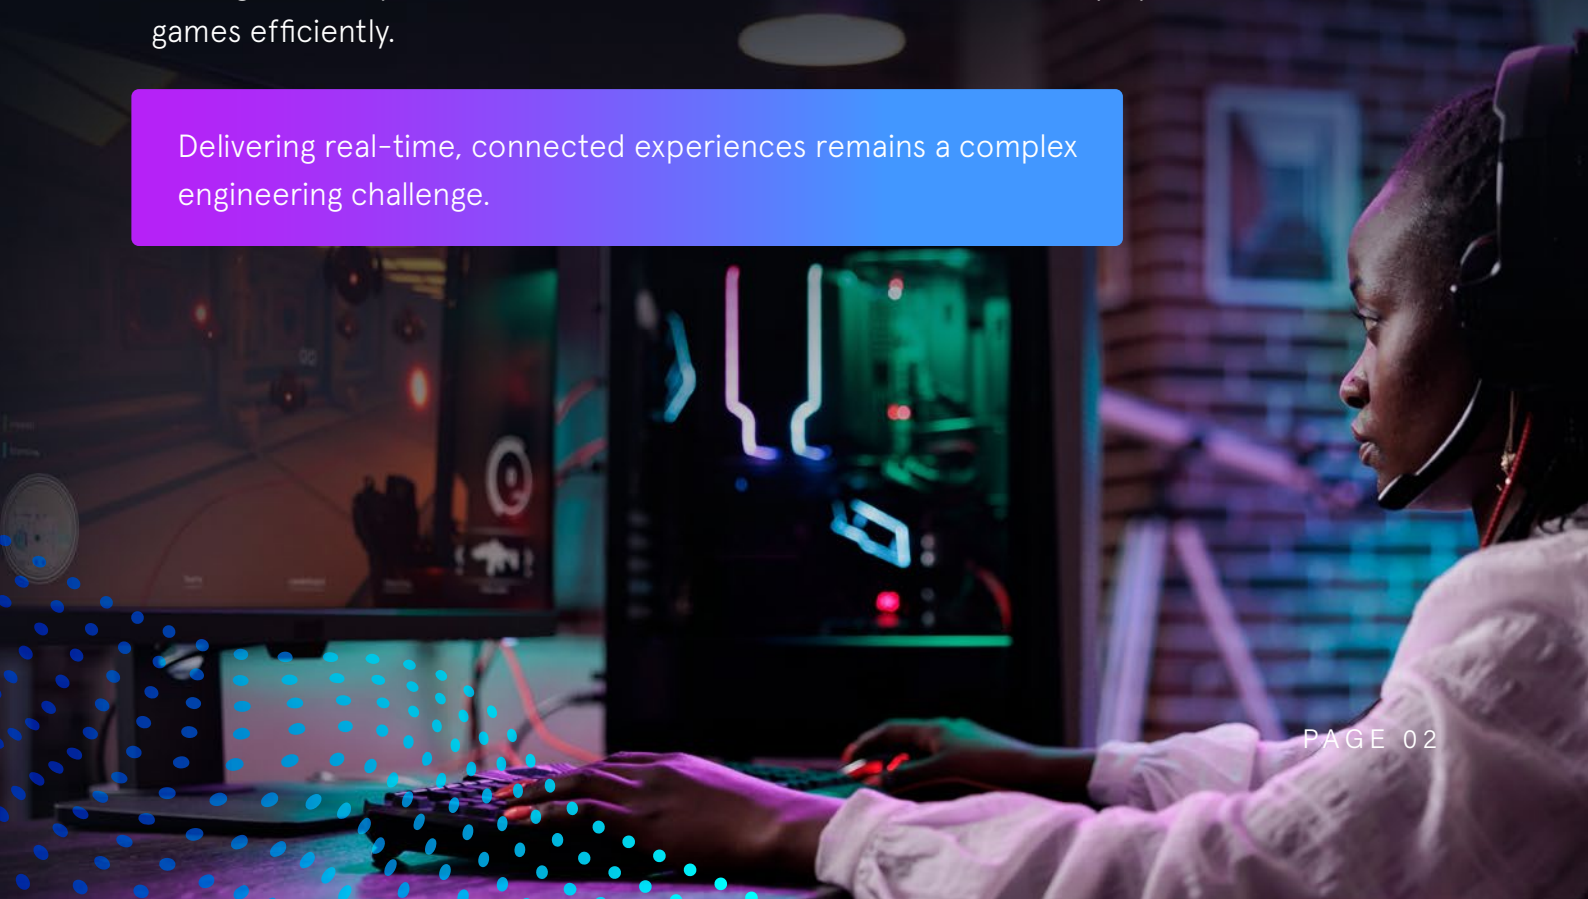 games efficiently.
Delivering real-time, connected experiences remains a complex
engineering challenge.
PAGE 02